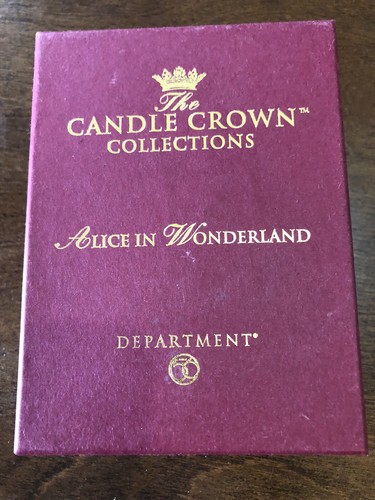 The
CANDLE CROWN™
COLLECTIONS
ALICE IN WONDERLAND
DEPARTMENT®